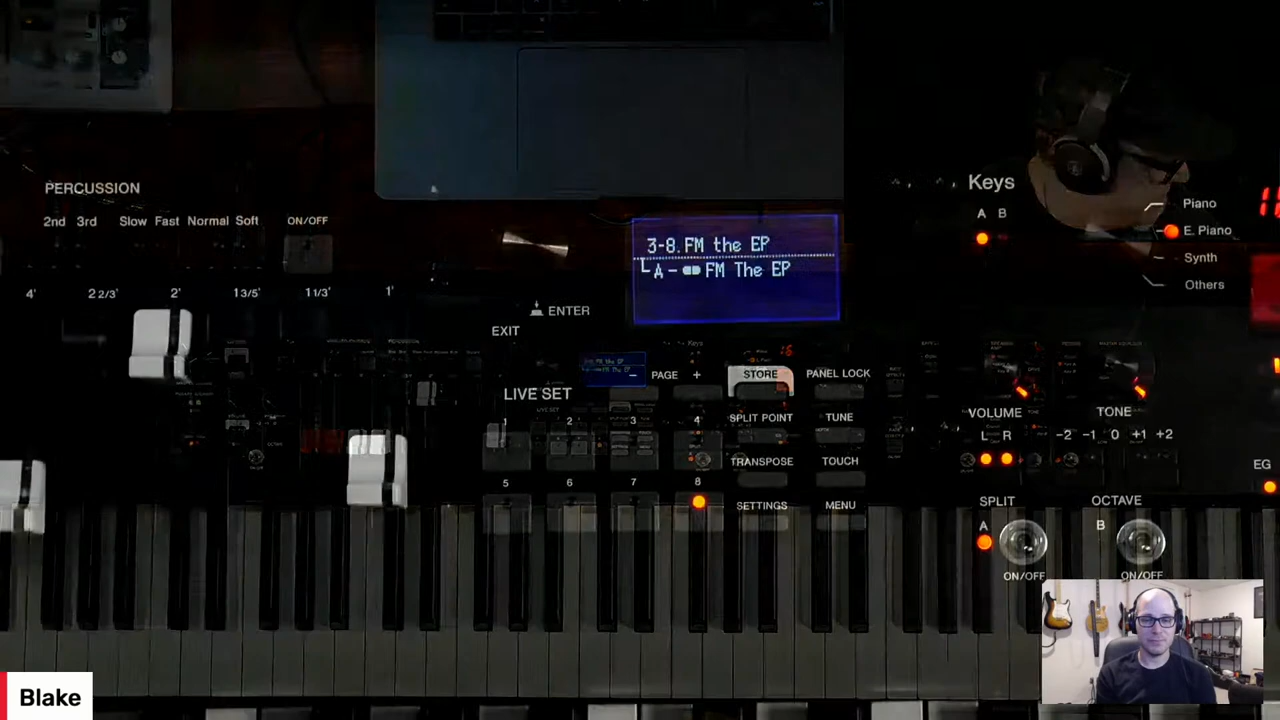 PERCUSSION
2nd 3rd Slow Fast Normal Soft ON/OFF
4' 2 2/3' 2' 1 3/5' 1 1/3' 1'
3-8.FM the EP
A- FM The EP
ENTER
EXIT
PAGE - +
LIVE SET
1 2 3 4
5 6 7 8
STORE
PANEL LOCK
SPLIT POINT
TUNE
TRANSPOSE
TOUCH
SETTINGS
MENU
Keys
A B
Piano
E. Piano
Synth
Others
VOLUME
TONE
L R
-2 -1 0 +1 +2
SPLIT
OCTAVE
A B
ON/OFF ON/OFF
EG
Blake